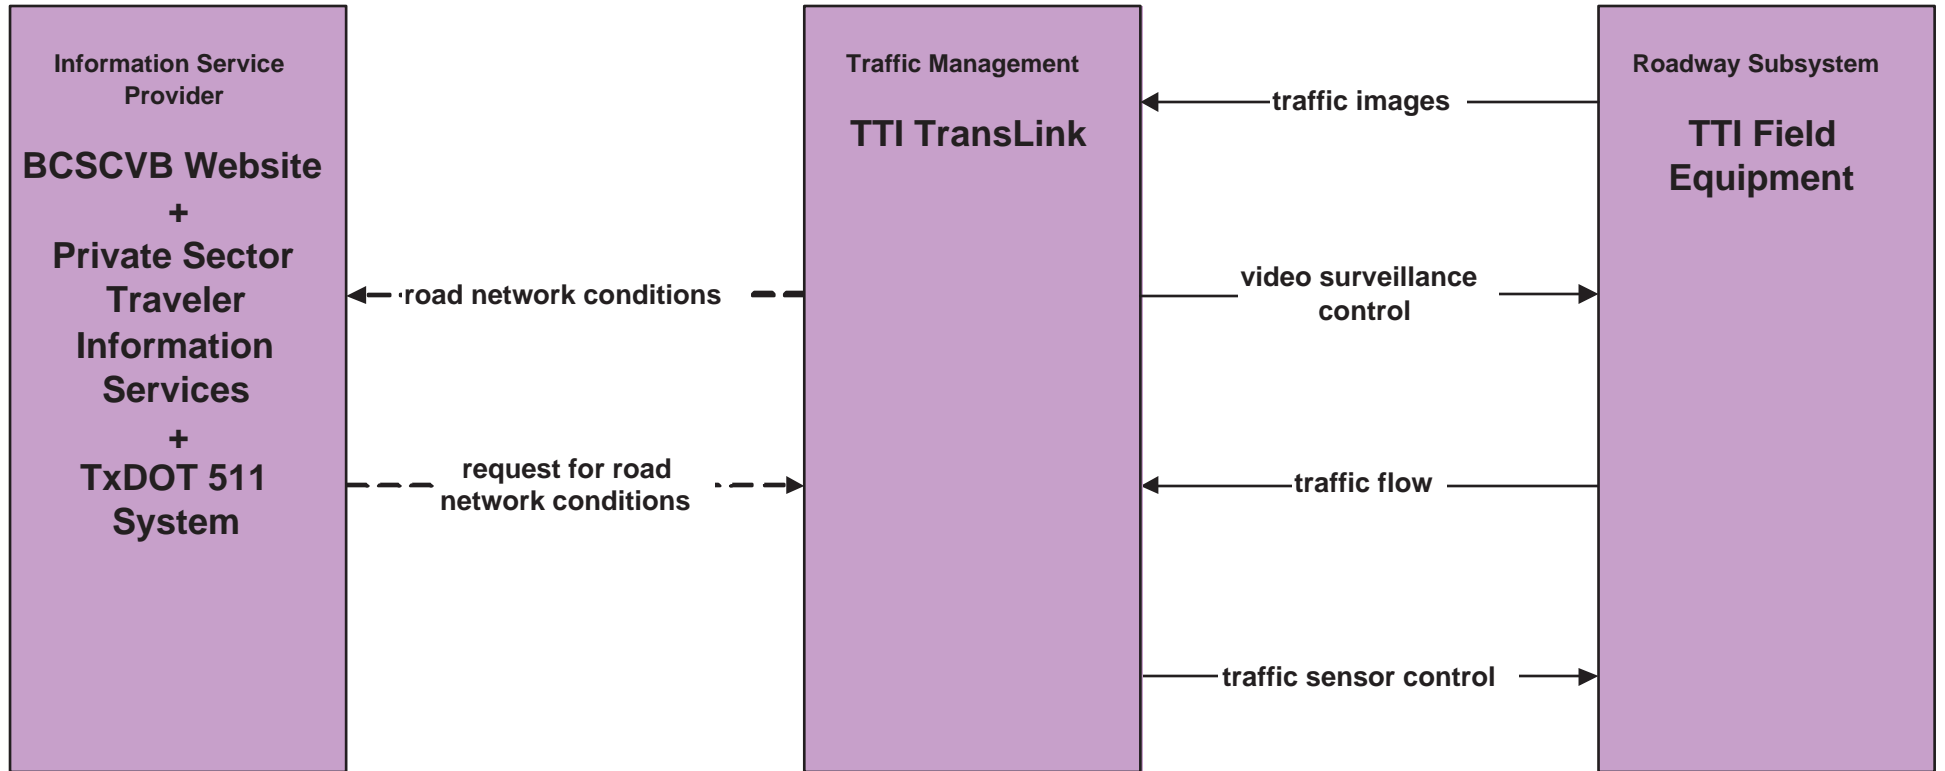 Information Service
Provider
BCSCVB Website
+
Private Sector
Traveler
Information
Services
+
TxDOT 511
System
road network conditions
request for road
network conditions
Traffic Management
TTI TransLink
traffic images
video surveillance
control
traffic flow
traffic sensor control
Roadway Subsystem
TTI Field
Equipment